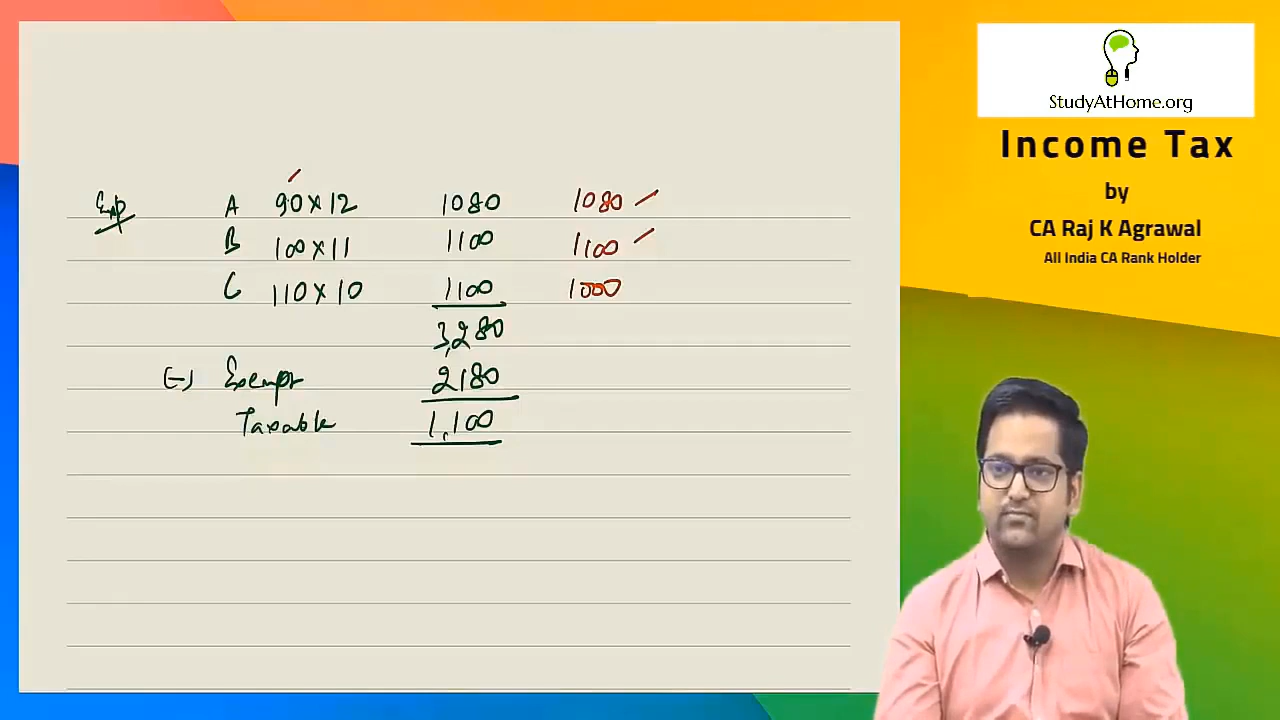 StudyAtHome.org
Income Tax
by
CA Raj K Agrawal
All India CA Rank Holder
Exp A 90×12 1080 1080
B 100×11 1100 1100
C 110×10 1100 1000
3,280
(-) Exempt 2180
Taxable 1,100